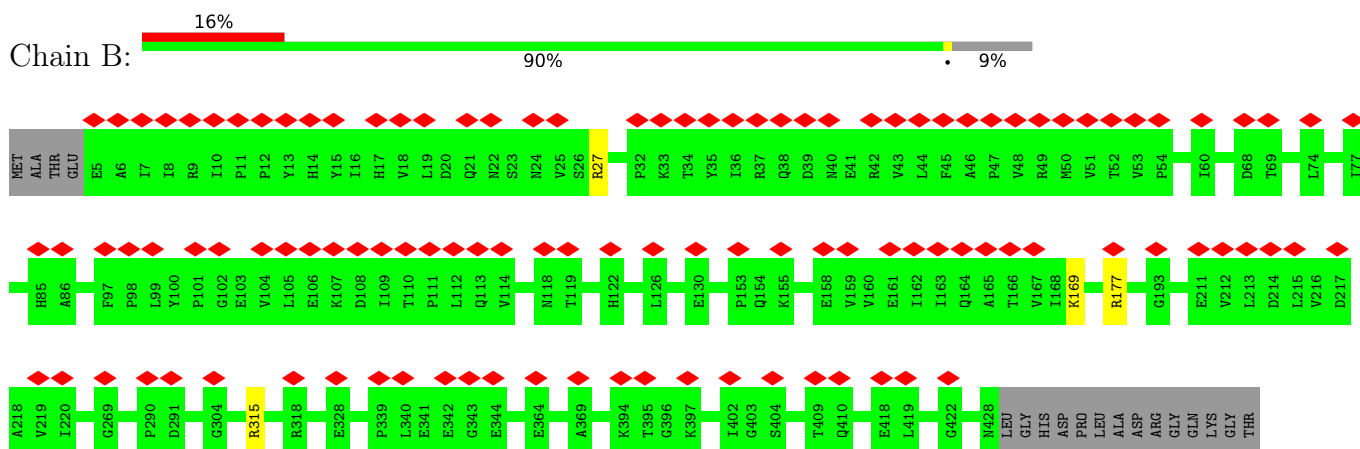 16%
Chain B:
90% • 9%
MET ALA THR GLU E5 A6 I7 I8 R9 I10 P11 P12 Y13 H14 Y15 I16 H17 V18 L19 D20 Q21 N22 S23 N24 V25 S26 R27 P32 K33 T34 Y35 I36 R37 Q38 D39 N40 E41 R42 V43 L44 F45 A46 P47 V48 R49 M50 V51 T52 V53 P54 I60 D68 T69 L74 I77
H85 A86 F97 P98 L99 Y100 P101 G102 E103 V104 L105 E106 K107 D108 I109 T110 P111 L112 Q113 V114 N118 T119 H122 L126 E130 P153 Q154 K155 E158 V159 V160 E161 I162 I163 Q164 A165 T166 V167 I168 K169 R177 G193 E211 V212 L213 D214 L215 V216 D217
A218 V219 I220 G269 P290 D291 G304 R315 R318 E328 P339 L340 E341 E342 G343 E344 E364 A369 K394 T395 G396 K397 I402 G403 S404 T409 Q410 E418 L419 G422 N428 LEU GLY HIS ASP PRO LEU ALA ASP ARG GLY GLN LYS GLY THR